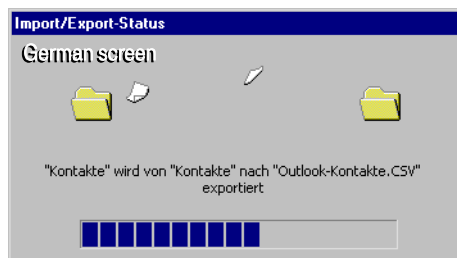 Import/Export-Status
German screen
"Kontakte" wird von "Kontakte" nach "Outlook-Kontakte.CSV"
exportiert